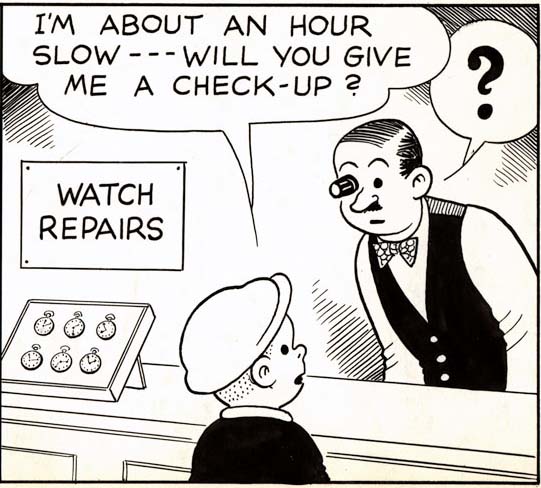 I'M ABOUT AN HOUR
SLOW --- WILL YOU GIVE
ME A CHECK-UP ?
?
WATCH
REPAIRS